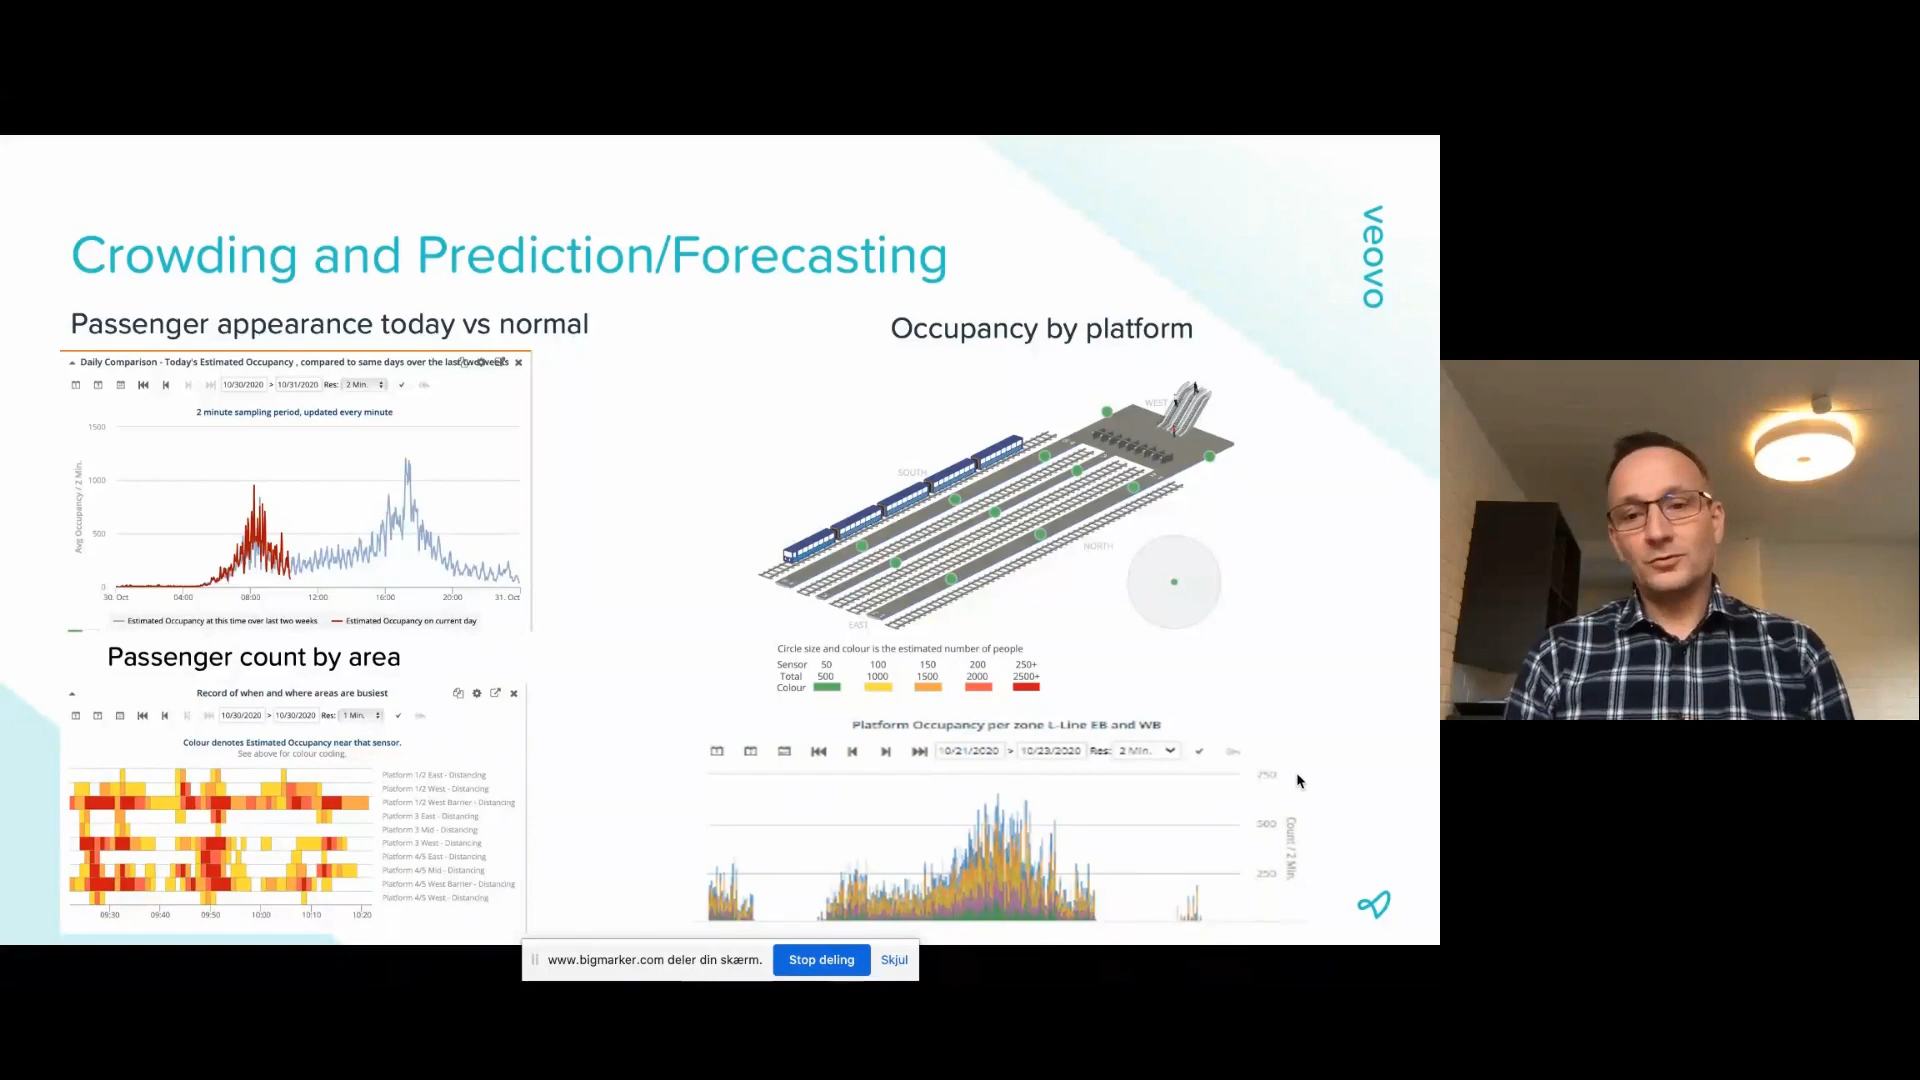 Crowding and Prediction/Forecasting
veovo
Passenger appearance today vs normal
Daily Comparison - Today's Estimated Occupancy , compared to same days over the last two weeks
10/30/2020 > 10/31/2020 Res: 2 Min.
2 minute sampling period, updated every minute
Avg Occupancy / 2 Min.
1500
1000
500
0
30. Oct 04:00 08:00 12:00 16:00 20:00 31. Oct
Estimated Occupancy at this time over last two weeks Estimated Occupancy on current day
Passenger count by area
Record of when and where areas are busiest
10/30/2020 > 10/30/2020 Res: 1 Min.
Colour denotes Estimated Occupancy near that sensor.
See above for colour coding.
Platform 1/2 East - Distancing
Platform 1/2 West - Distancing
Platform 1/2 West Barrier - Distancing
Platform 3 East - Distancing
Platform 3 Mid - Distancing
Platform 3 West - Distancing
Platform 4/5 East - Distancing
Platform 4/5 Mid - Distancing
Platform 4/5 West Barrier - Distancing
Platform 4/5 West - Distancing
09:30 09:40 09:50 10:00 10:10 10:20
Occupancy by platform
WEST
SOUTH
NORTH
EAST
Circle size and colour is the estimated number of people
Sensor 50 100 150 200 250+
Total 500 1000 1500 2000 2500+
Colour
Platform Occupancy per zone L-Line EB and WB
10/21/2020 > 10/23/2020 Res: 2 Min.
750
500
250
Count / 2 Min.
www.bigmarker.com deler din skærm.
Stop deling
Skjul